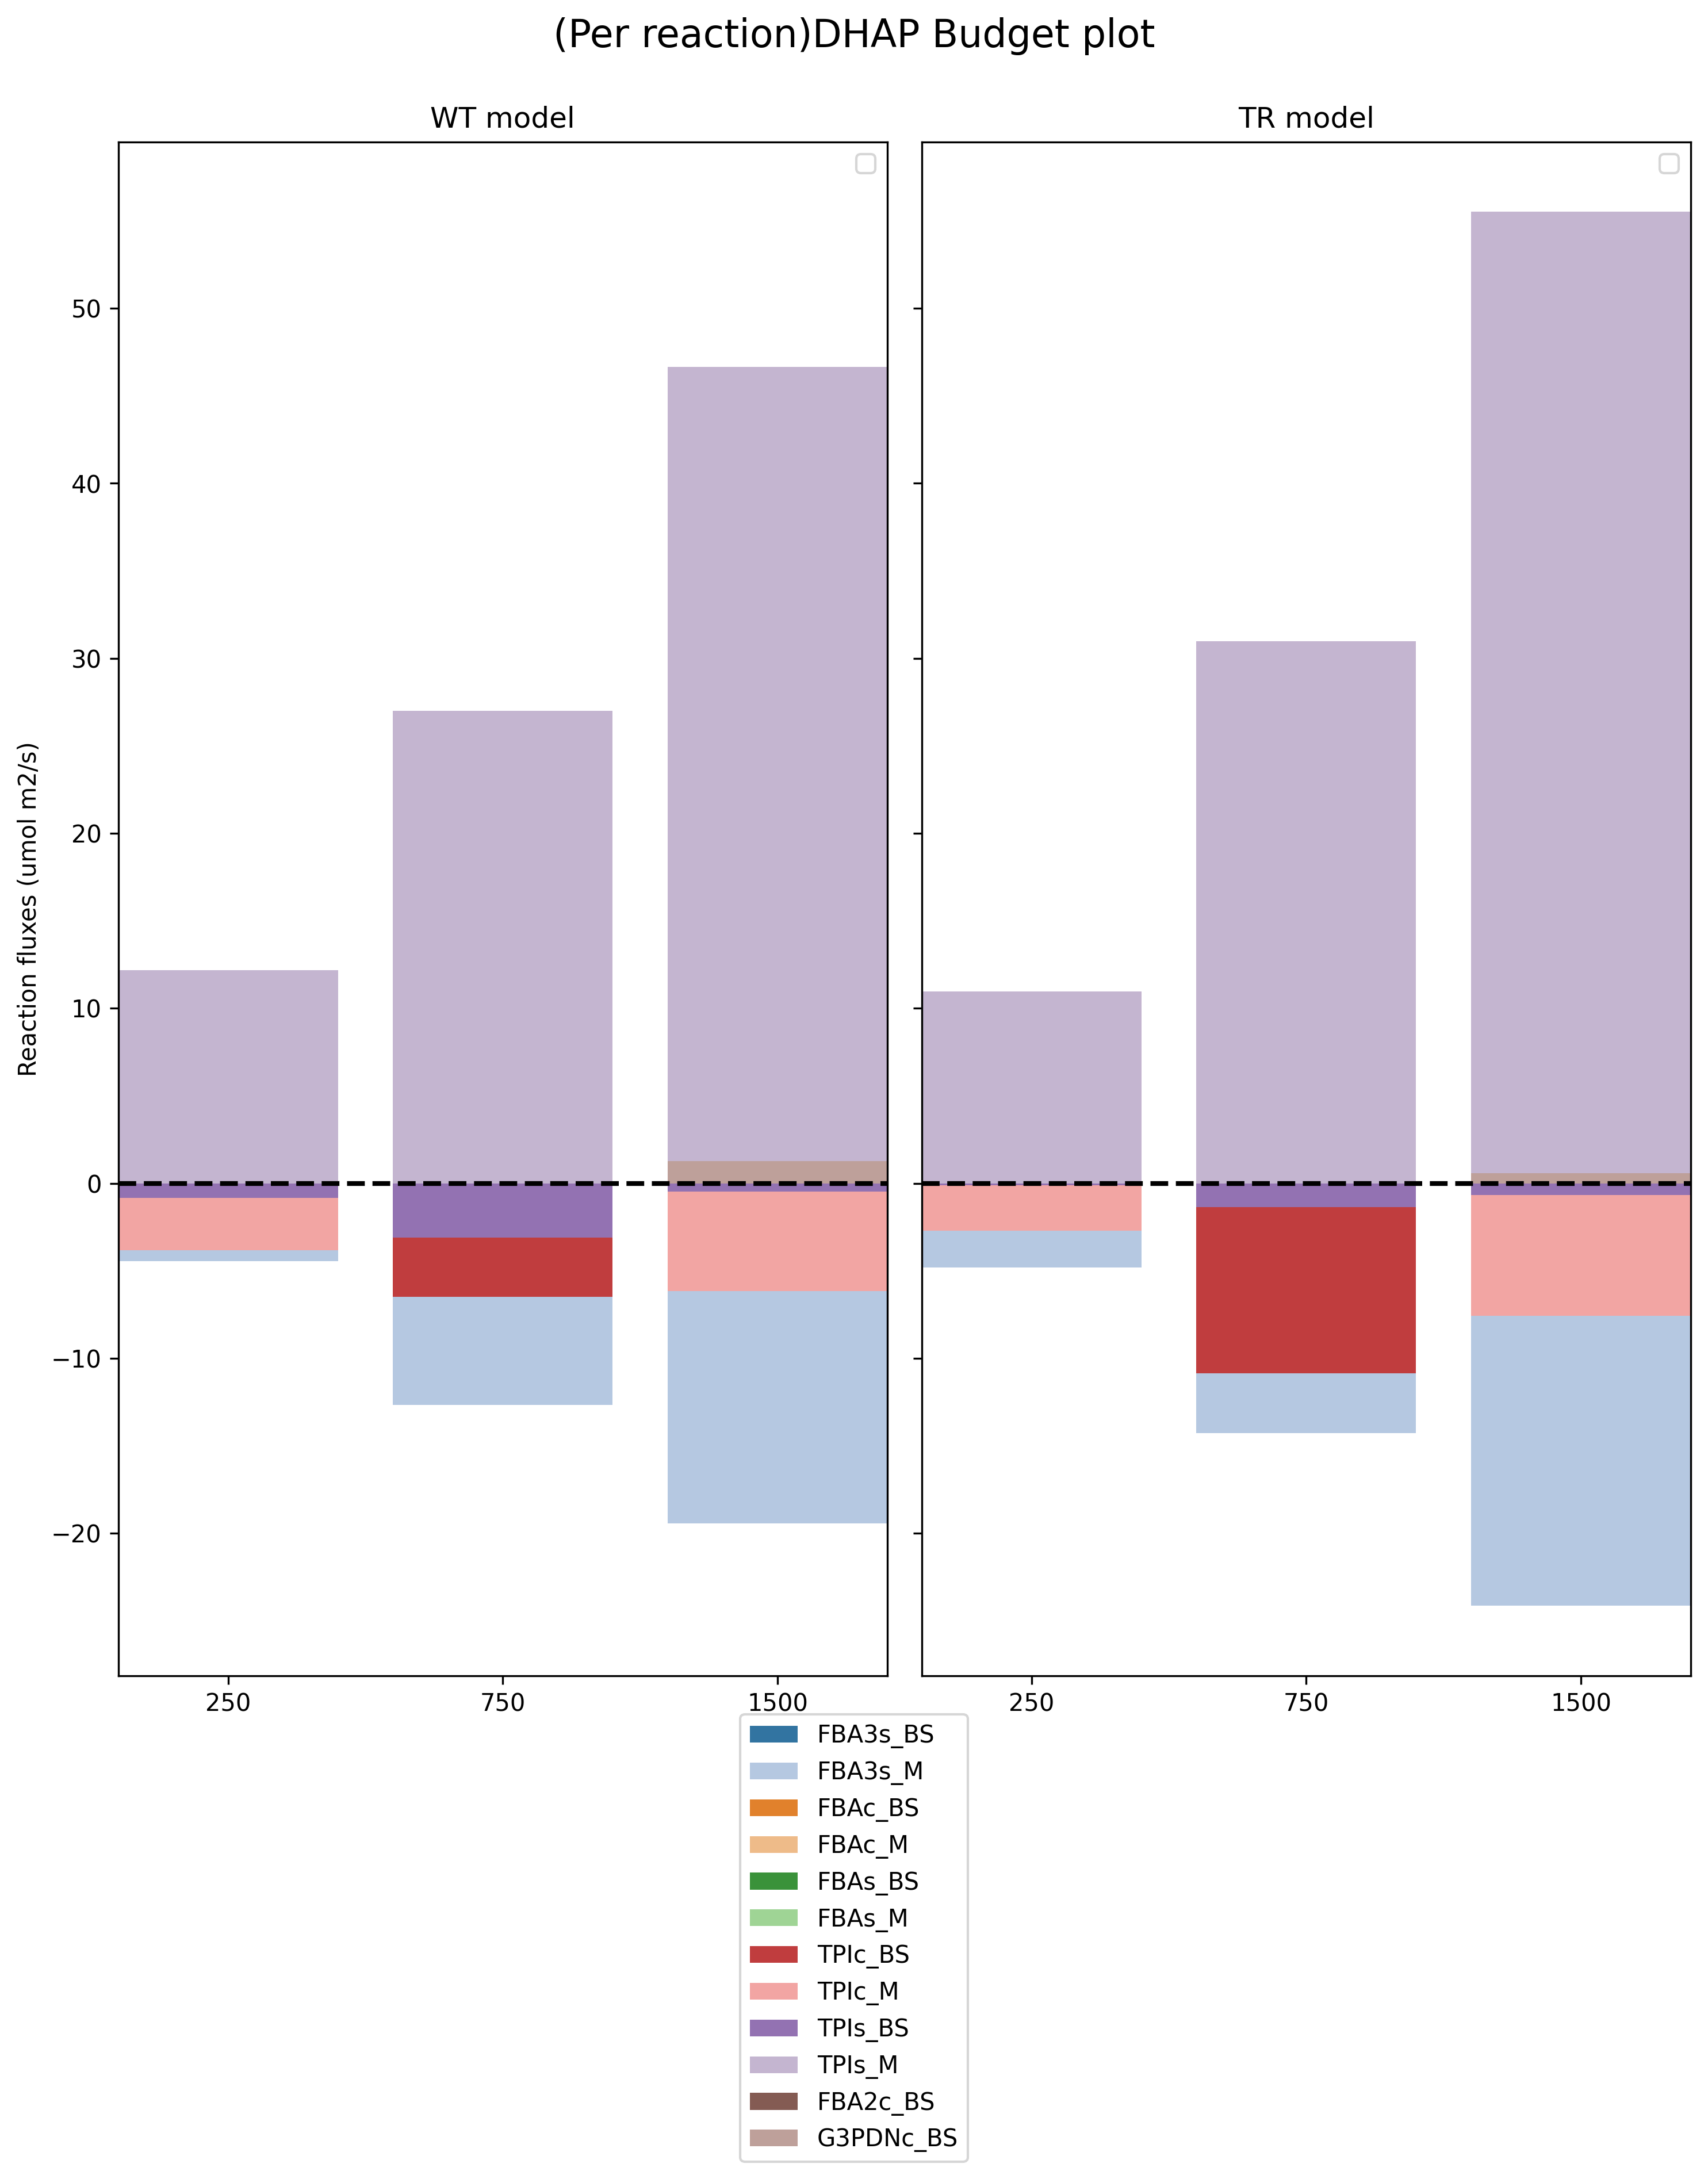 (Per reaction)DHAP Budget plot
WT model
TR model
Reaction fluxes (umol m2/s)
50
40
30
20
10
0
−10
−20
250
750
1500
250
750
1500
FBA3s_BS
FBA3s_M
FBAc_BS
FBAc_M
FBAs_BS
FBAs_M
TPIc_BS
TPIc_M
TPIs_BS
TPIs_M
FBA2c_BS
G3PDNc_BS